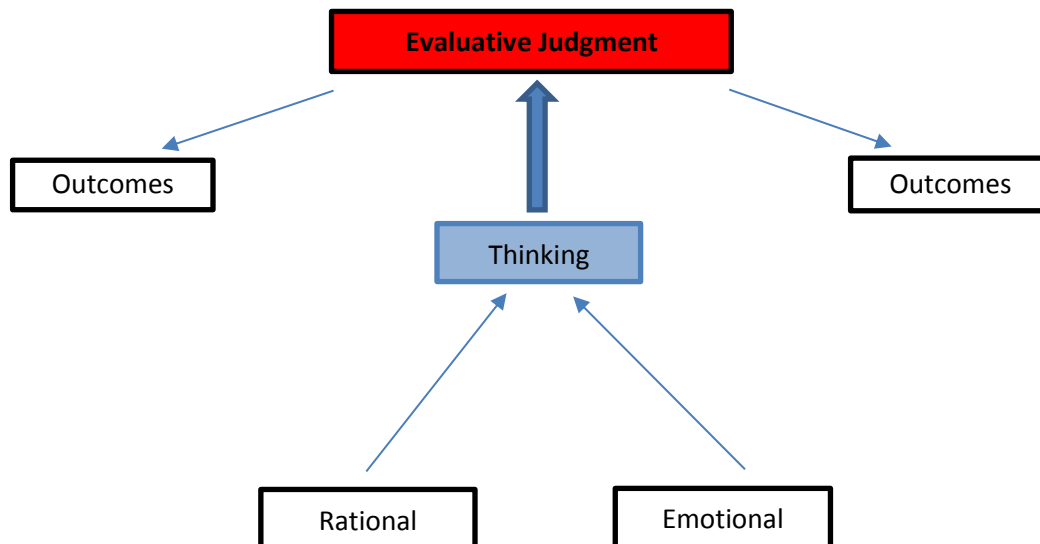 Evaluative Judgment
Outcomes
Outcomes
Thinking
Rational
Emotional